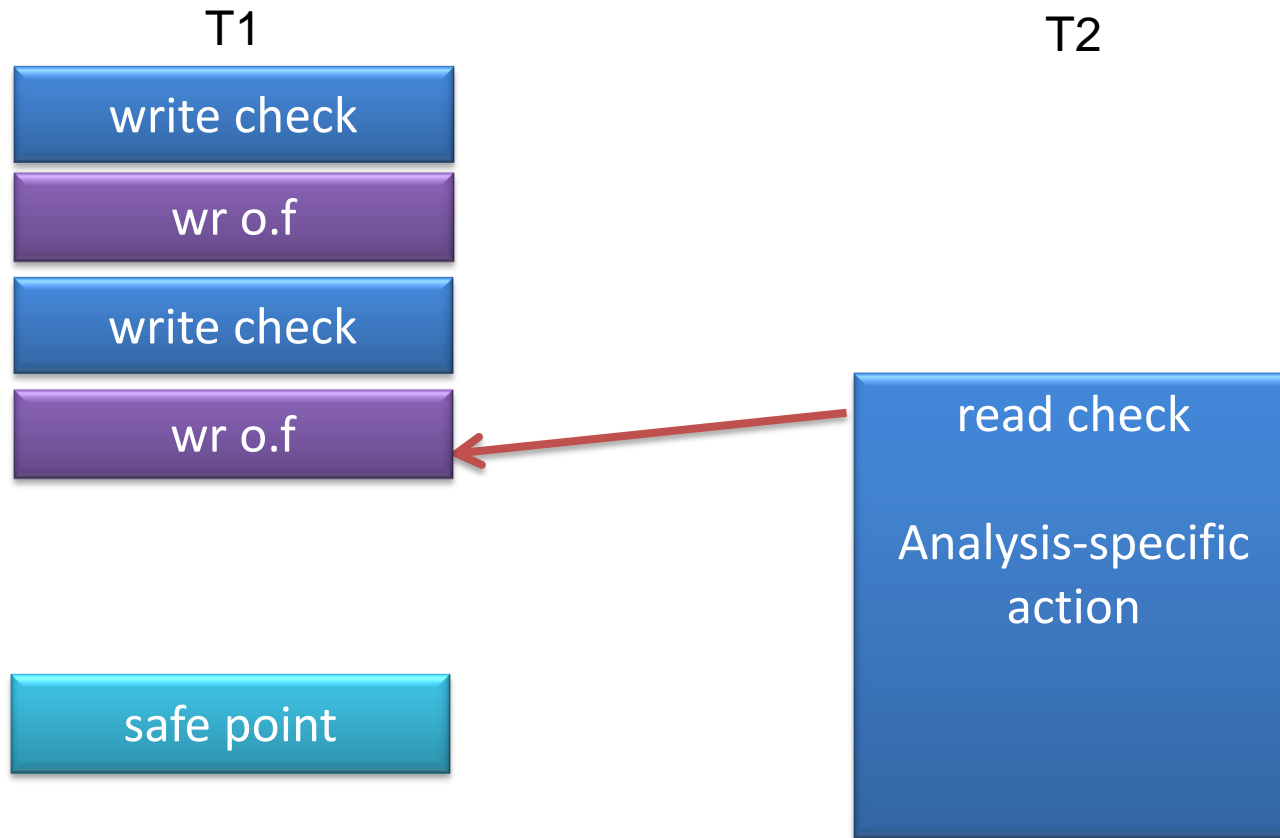 T1
T2
write check
wr o.f
write check
wr o.f
read check
Analysis-specific
action
safe point